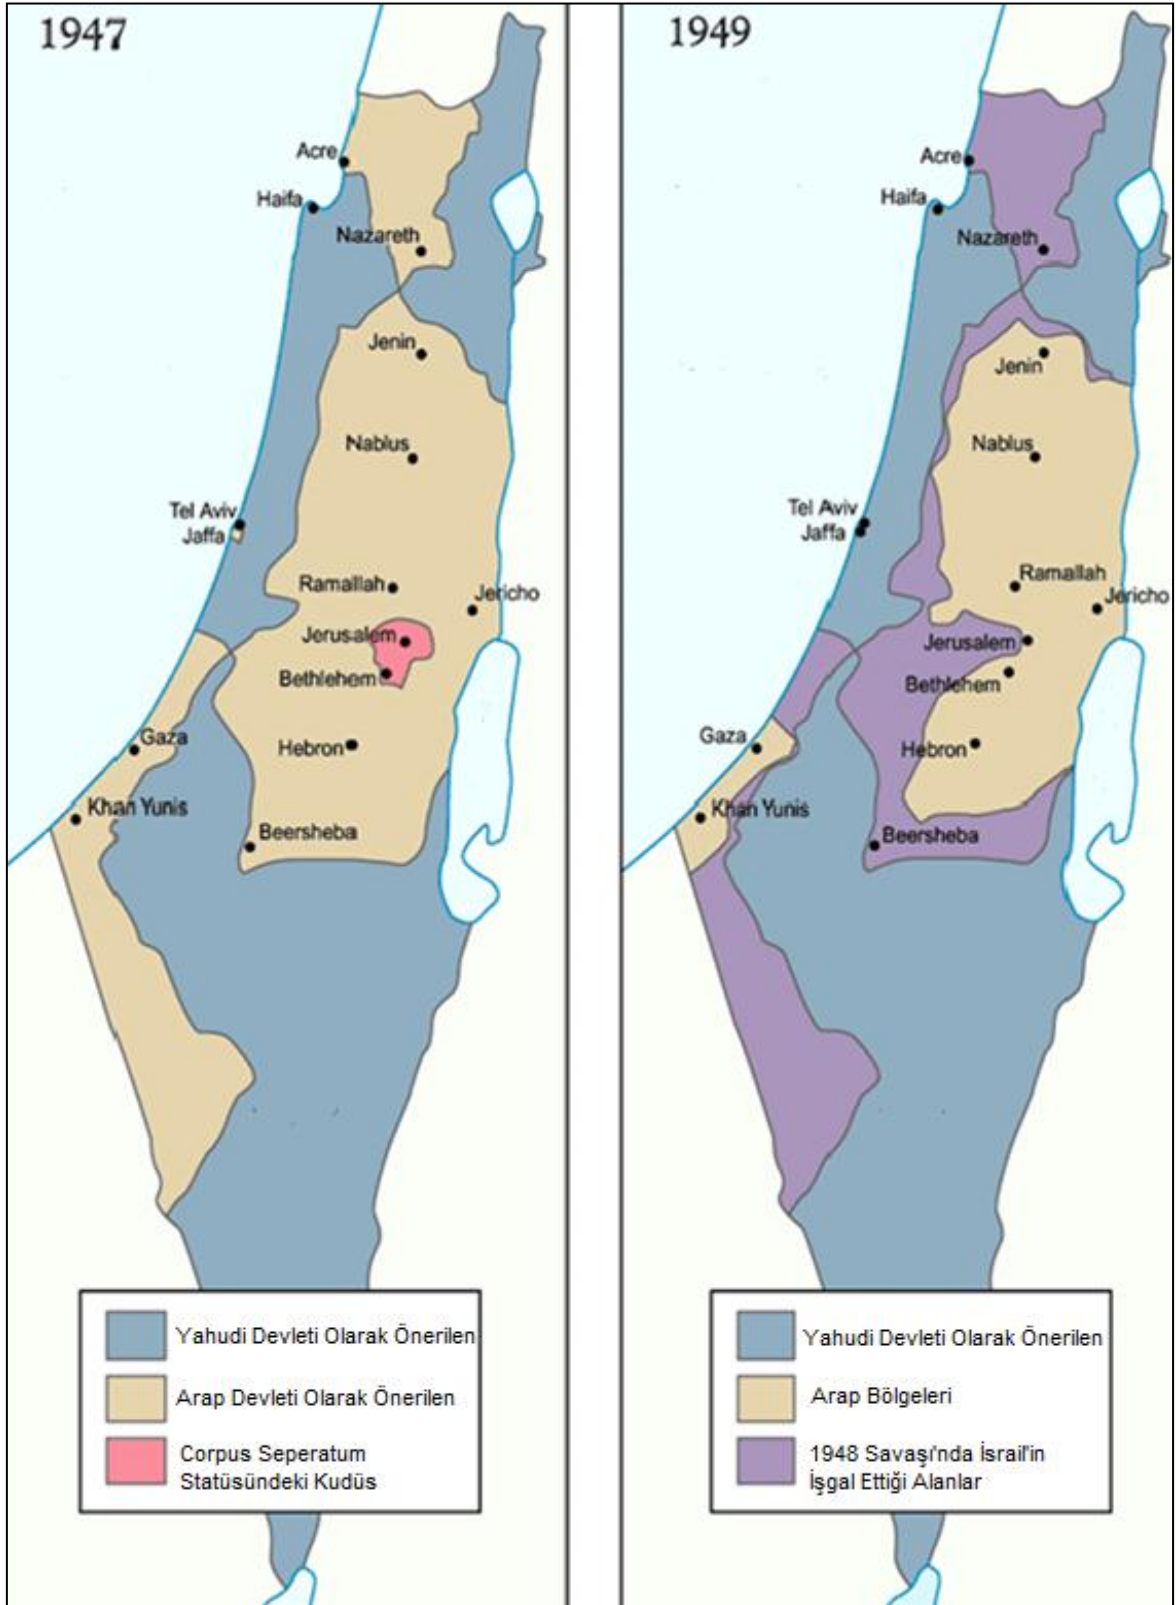 1947
Acre
Haifa
Nazareth
Jenin
Nablus
Tel Aviv
Jaffa
Ramallah
Jericho
Jerusalem
Bethlehem
Gaza
Hebron
Khan Yunis
Beersheba
Yahudi Devleti Olarak Önerilen
Arap Devleti Olarak Önerilen
Corpus Seperatum
Statüsündeki Kudüs
1949
Acre
Haifa
Nazareth
Jenin
Nablus
Tel Aviv
Jaffa
Ramallah
Jericho
Jerusalem
Bethlehem
Gaza
Hebron
Khan Yunis
Beersheba
Yahudi Devleti Olarak Önerilen
Arap Bölgeleri
1948 Savaşı'nda İsrail'in
İşgal Ettiği Alanlar